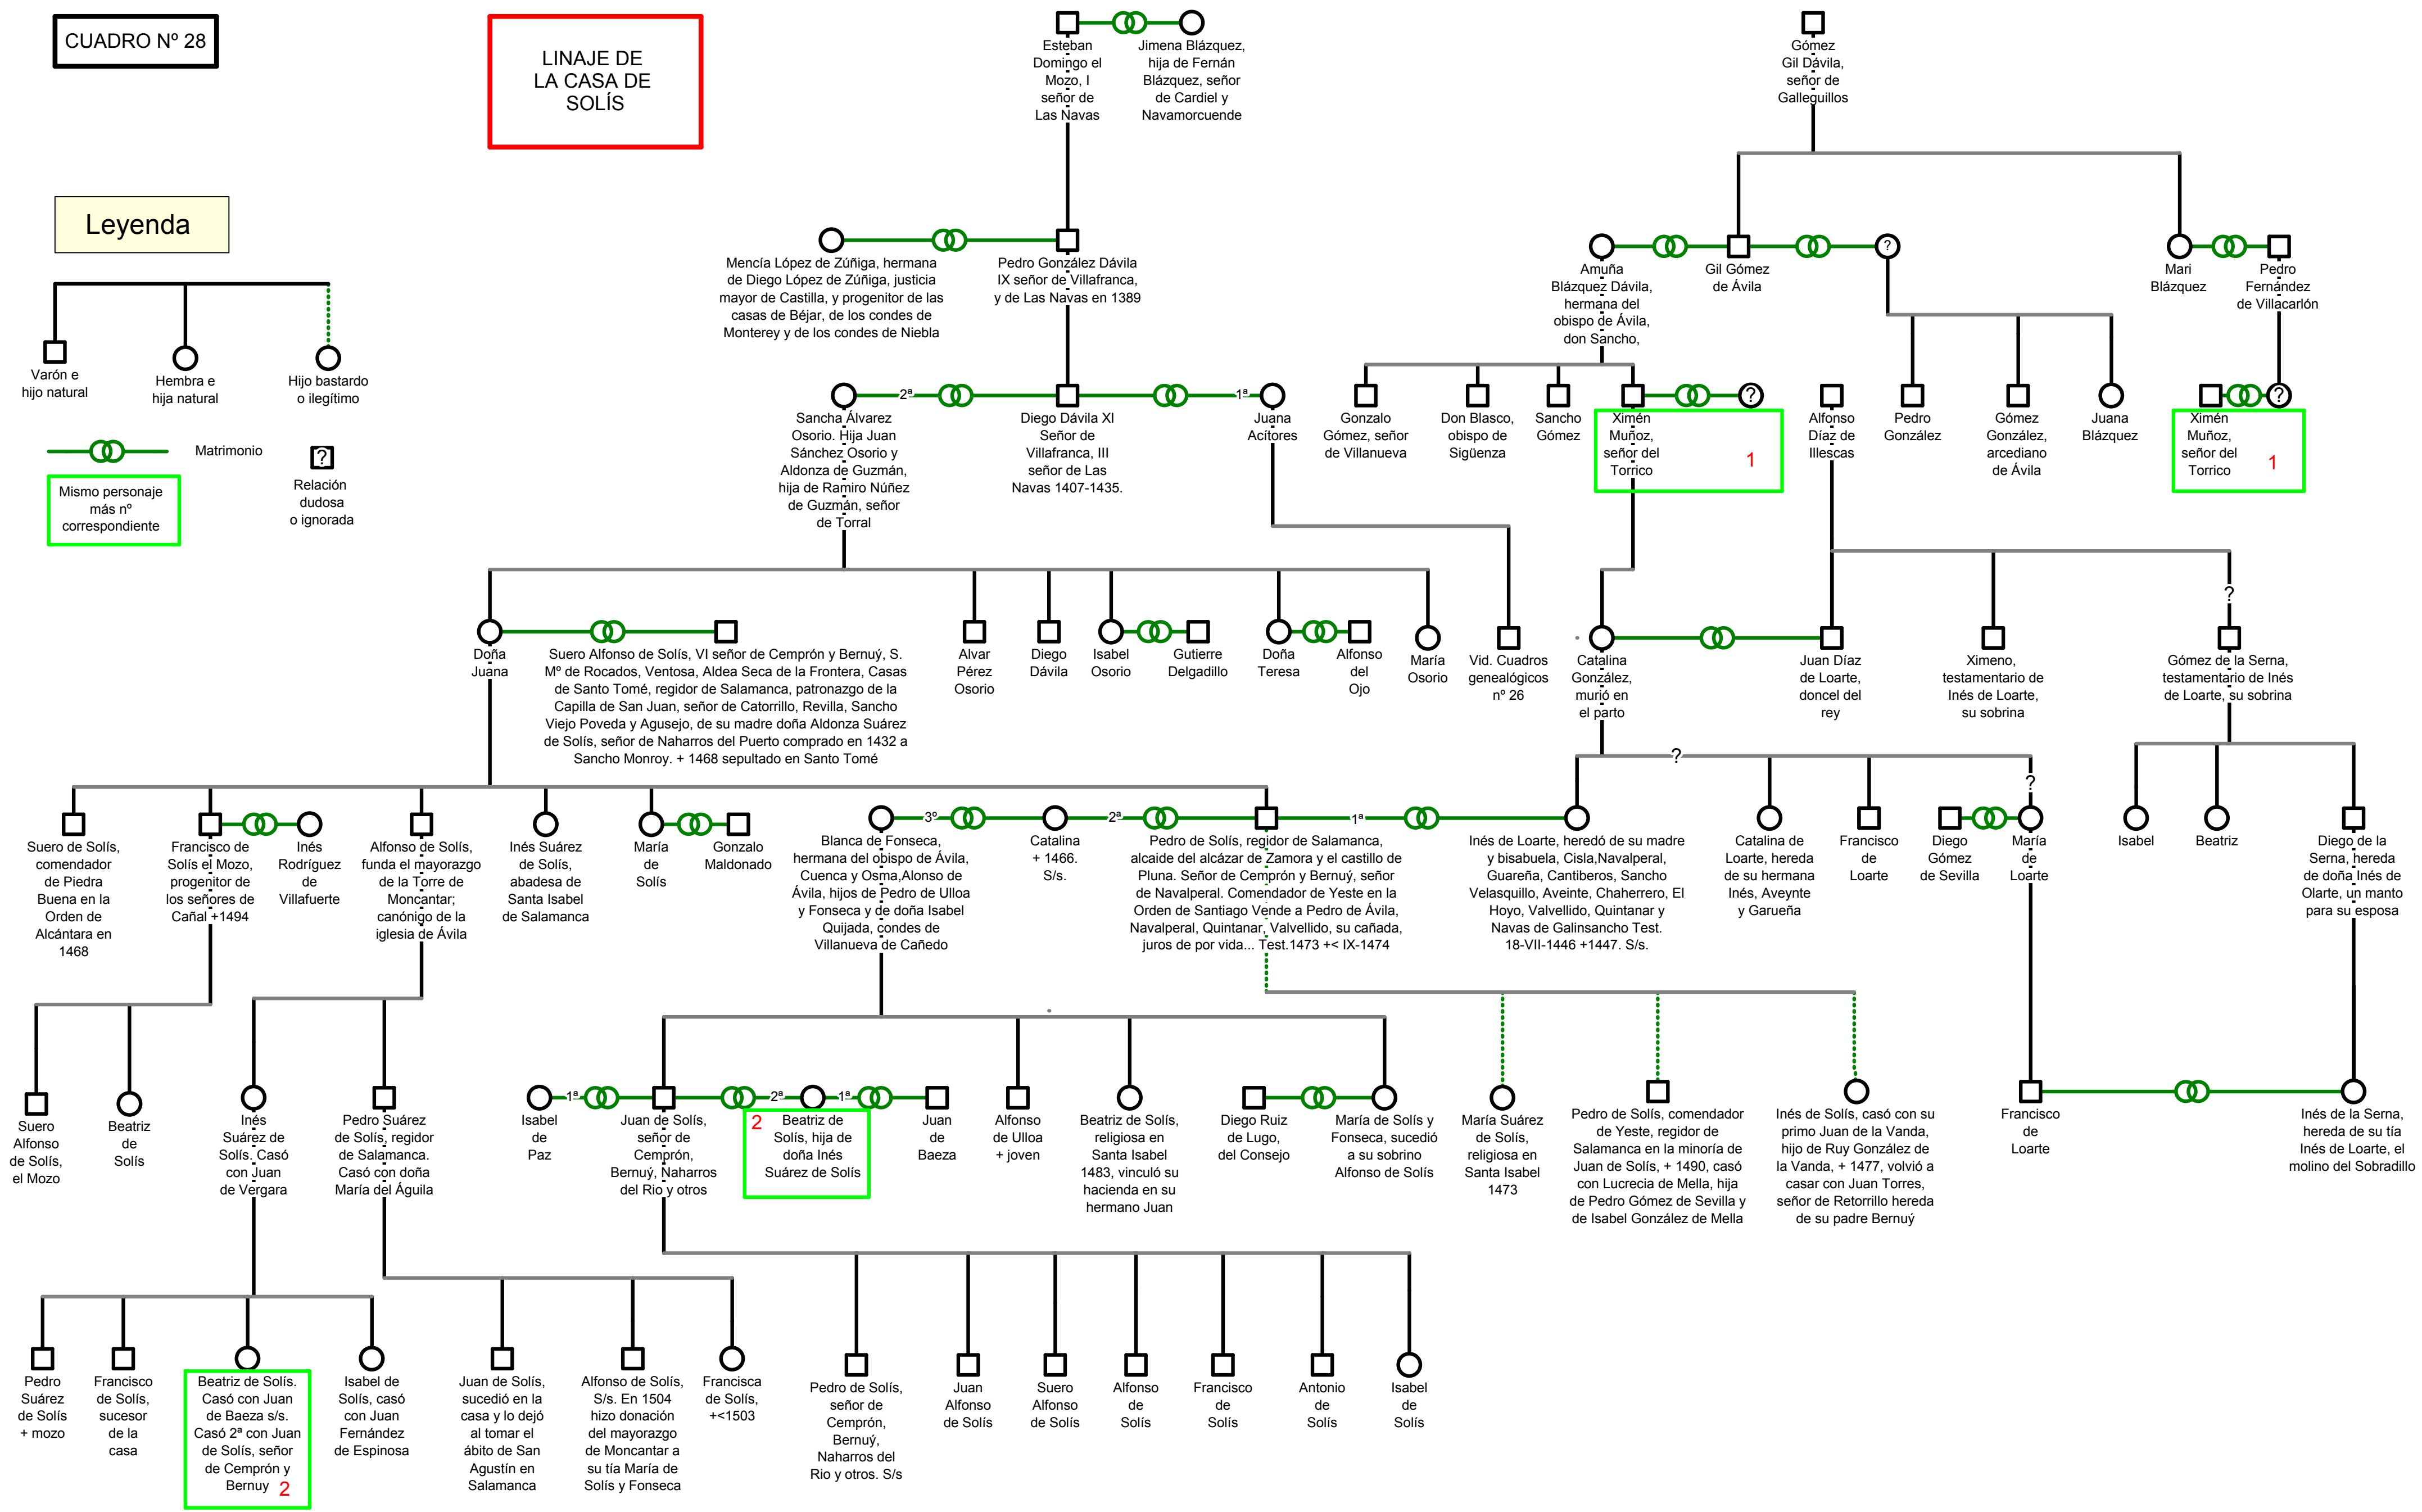 CUADRO Nº 28
LINAJE DE
LA CASA DE
SOLÍS
Esteban
Domingo el
Mozo, I
señor de
Las Navas
Jimena Blázquez,
hija de Fernán
Blázquez, señor
de Cardiel y
Navamorcuende
Gómez
Gil Dávila,
señor de
Galleguillos
Leyenda
Varón e
hijo natural
Hembra e
hija natural
Hijo bastardo
o ilegítimo
Matrimonio
Mismo personaje
más nº
correspondiente
?
Relación
dudosa
o ignorada
Mencía López de Zúñiga, hermana
de Diego López de Zúñiga, justicia
mayor de Castilla, y progenitor de las
casas de Béjar, de los condes de
Monterey y de los condes de Niebla
Pedro González Dávila
IX señor de Villafranca,
y de Las Navas en 1389
Amuña
Blázquez Dávila,
hermana del
obispo de Ávila,
don Sancho,
Gil Gómez
de Ávila
?
Mari
Blázquez
Pedro
Fernández
de Villacarlón
2ª
1ª
Sancha Álvarez
Osorio. Hija Juan
Sánchez Osorio y
Aldonza de Guzmán,
hija de Ramiro Núñez
de Guzmán, señor
de Torral
Diego Dávila XI
Señor de
Villafranca, III
señor de Las
Navas 1407-1435.
Juana
Acítores
Gonzalo
Gómez, señor
de Villanueva
Don Blasco,
obispo de
Sigüenza
Sancho
Gómez
Ximén
Muñoz,
señor del
Torrico
1
?
Alfonso
Díaz de
Illescas
Pedro
González
Gómez
González,
arcediano
de Ávila
Juana
Blázquez
Ximén
Muñoz,
señor del
Torrico
1
?
?
Doña
Juana
Suero Alfonso de Solís, VI señor de Cemprón y Bernuý, S.
Mº de Rocados, Ventosa, Aldea Seca de la Frontera, Casas
de Santo Tomé, regidor de Salamanca, patronazgo de la
Capilla de San Juan, señor de Catorrillo, Revilla, Sancho
Viejo Poveda y Agusejo, de su madre doña Aldonza Suárez
de Solís, señor de Naharros del Puerto comprado en 1432 a
Sancho Monroy. + 1468 sepultado en Santo Tomé
Alvar
Pérez
Osorio
Diego
Dávila
Isabel
Osorio
Gutierre
Delgadillo
Doña
Teresa
Alfonso
del
Ojo
María
Osorio
Vid. Cuadros
genealógicos
nº 26
Catalina
González,
murió en
el parto
Juan Díaz
de Loarte,
doncel del
rey
Ximeno,
testamentario de
Inés de Loarte,
su sobrina
Gómez de la Serna,
testamentario de Inés
de Loarte, su sobrina
?
?
3º
2ª
1ª
Suero de Solís,
comendador
de Piedra
Buena en la
Orden de
Alcántara en
1468
Francisco de
Solís el Mozo,
progenitor de
los señores de
Cañal +1494
Inés
Rodríguez
de
Villafuerte
Alfonso de Solís,
funda el mayorazgo
de la Torre de
Moncantar;
canónigo de la
iglesia de Ávila
Inés Suárez
de Solís,
abadesa de
Santa Isabel
de Salamanca
María
de
Solís
Gonzalo
Maldonado
Blanca de Fonseca,
hermana del obispo de Ávila,
Cuenca y Osma,Alonso de
Ávila, hijos de Pedro de Ulloa
y Fonseca y de doña Isabel
Quijada, condes de
Villanueva de Cañedo
Catalina
+ 1466.
S/s.
Pedro de Solís, regidor de Salamanca,
alcaide del alcázar de Zamora y el castillo de
Pluna. Señor de Cemprón y Bernuý, señor
de Navalperal. Comendador de Yeste en la
Orden de Santiago Vende a Pedro de Ávila,
Navalperal, Quintanar, Valvellido, su cañada,
juros de por vida... Test.1473 +< IX-1474
Inés de Loarte, heredó de su madre
y bisabuela, Cisla,Navalperal,
Guareña, Cantiberos, Sancho
Velasquillo, Aveinte, Chaherrero, El
Hoyo, Valvellido, Quintanar y
Navas de Galinsancho Test.
18-VII-1446 +1447. S/s.
Catalina de
Loarte, hereda
de su hermana
Inés, Aveynte
y Garueña
Francisco
de
Loarte
Diego
Gómez
de Sevilla
María
de
Loarte
Isabel
Beatriz
Diego de la
Serna, hereda
de doña Inés de
Olarte, un manto
para su esposa
1ª
2ª
1ª
Suero
Alfonso
de Solís,
el Mozo
Beatriz
de
Solís
Inés
Suárez de
Solís. Casó
con Juan
de Vergara
Pedro Suárez
de Solís, regidor
de Salamanca.
Casó con doña
María del Águila
Isabel
de
Paz
Juan de Solís,
señor de
Cemprón,
Bernuý, Naharros
del Rio y otros
2
Beatriz de
Solís, hija de
doña Inés
Suárez de Solís
Juan
de
Baeza
Alfonso
de Ulloa
+ joven
Beatriz de Solís,
religiosa en
Santa Isabel
1483, vinculó su
hacienda en su
hermano Juan
Diego Ruiz
de Lugo,
del Consejo
María de Solís y
Fonseca, sucedió
a su sobrino
Alfonso de Solís
María Suárez
de Solís,
religiosa en
Santa Isabel
1473
Pedro de Solís, comendador
de Yeste, regidor de
Salamanca en la minoría de
Juan de Solís, + 1490, casó
con Lucrecia de Mella, hija
de Pedro Gómez de Sevilla y
de Isabel González de Mella
Inés de Solís, casó con su
primo Juan de la Vanda,
hijo de Ruy González de
la Vanda, + 1477, volvió a
casar con Juan Torres,
señor de Retorrillo hereda
de su padre Bernuý
Francisco
de
Loarte
Inés de la Serna,
hereda de su tía
Inés de Loarte, el
molino del Sobradillo
Pedro
Suárez
de Solís
+ mozo
Francisco
de Solís,
sucesor
de la
casa
Beatriz de Solís.
Casó con Juan
de Baeza s/s.
Casó 2ª con Juan
de Solís, señor
de Cemprón y
Bernuy 2
Isabel de
Solís, casó
con Juan
Fernández
de Espinosa
Juan de Solís,
sucedió en la
casa y lo dejó
al tomar el
ábito de San
Agustín en
Salamanca
Alfonso de Solís,
S/s. En 1504
hizo donación
del mayorazgo
de Moncantar a
su tía María de
Solís y Fonseca
Francisca
de Solís,
+<1503
Pedro de Solís,
señor de
Cemprón,
Bernuý,
Naharros del
Rio y otros. S/s
Juan
Alfonso
de Solís
Suero
Alfonso
de Solís
Alfonso
de
Solís
Francisco
de
Solís
Antonio
de
Solís
Isabel
de
Solís